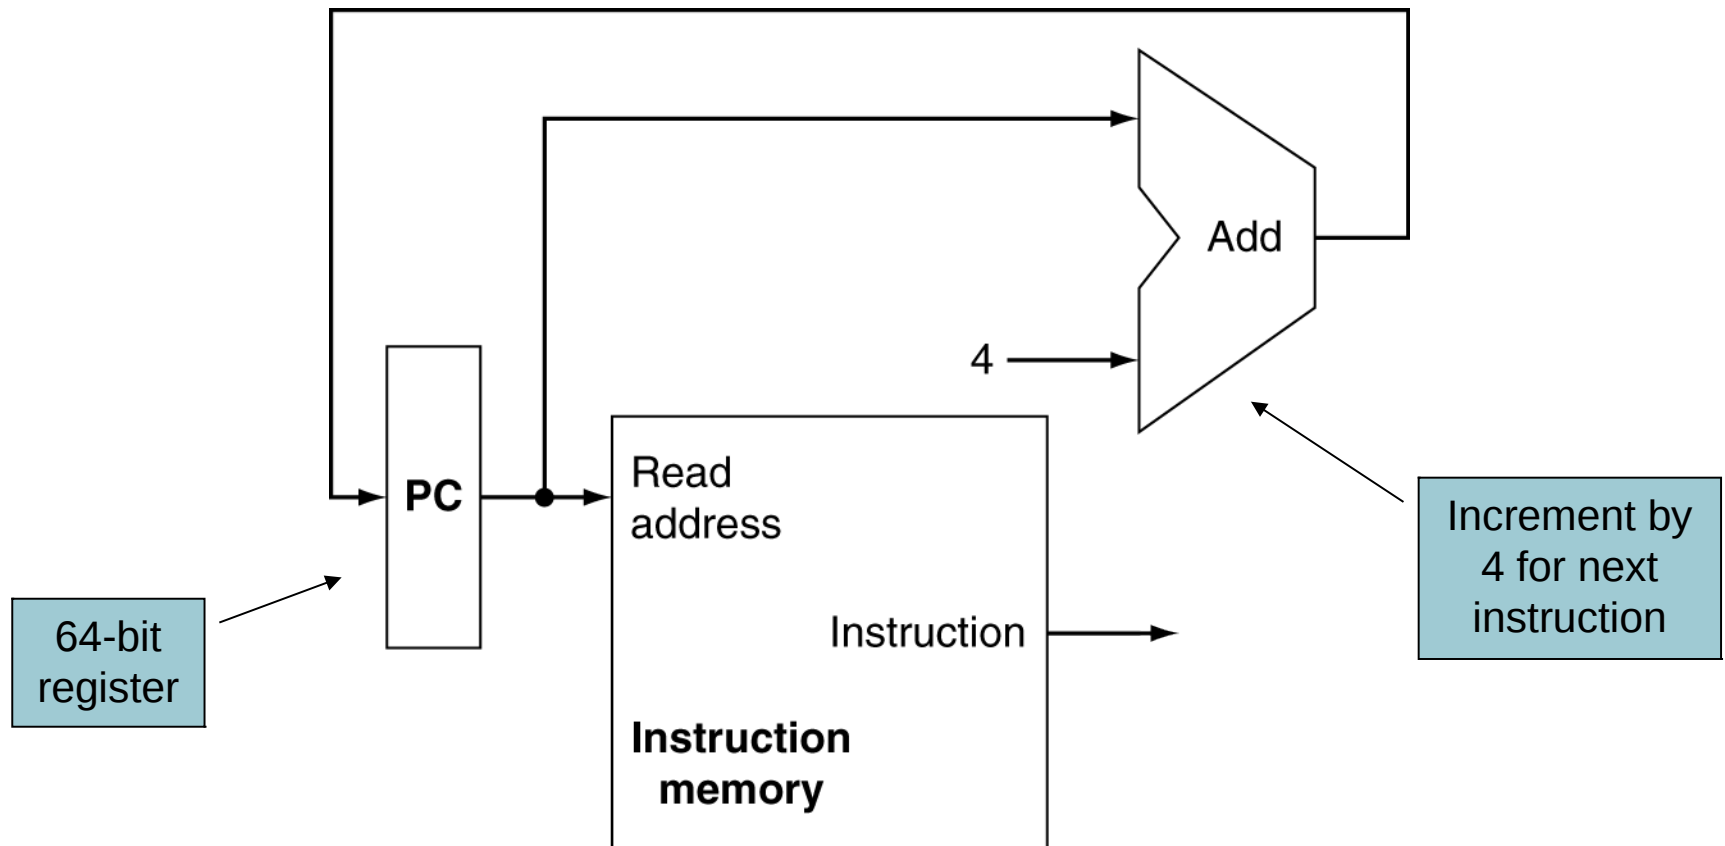 Add
4
PC
Read
address
Instruction
Instruction
memory
64-bit
register
Increment by
4 for next
instruction